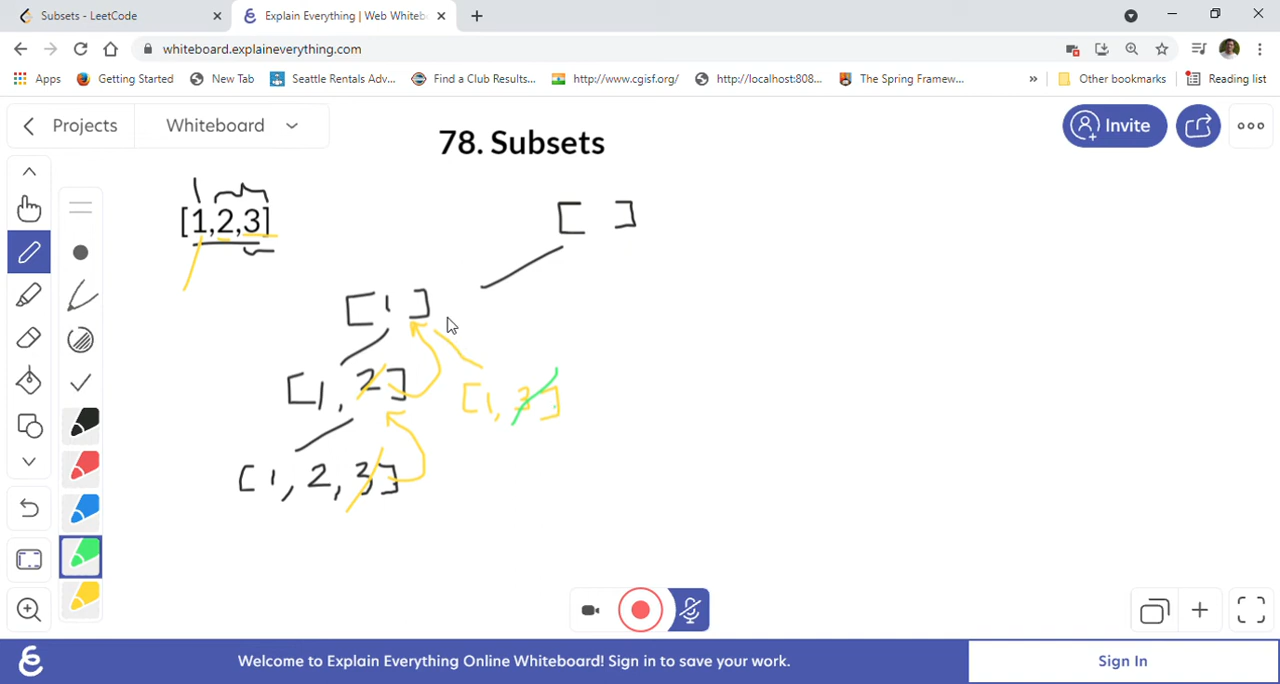 Subsets - LeetCode
Explain Everything | Web Whitebo
whiteboard.explaineverything.com
Apps
Getting Started
New Tab
Seattle Rentals Adv...
Find a Club Results...
http://www.cgisf.org/
http://localhost:808...
The Spring Framew...
»
Other bookmarks
Reading list
Projects
Whiteboard
Invite
78. Subsets
[1,2,3]
[ ]
[1]
[1, 2]
[1, 3]
[1, 2, 3]
Welcome to Explain Everything Online Whiteboard! Sign in to save your work.
Sign In